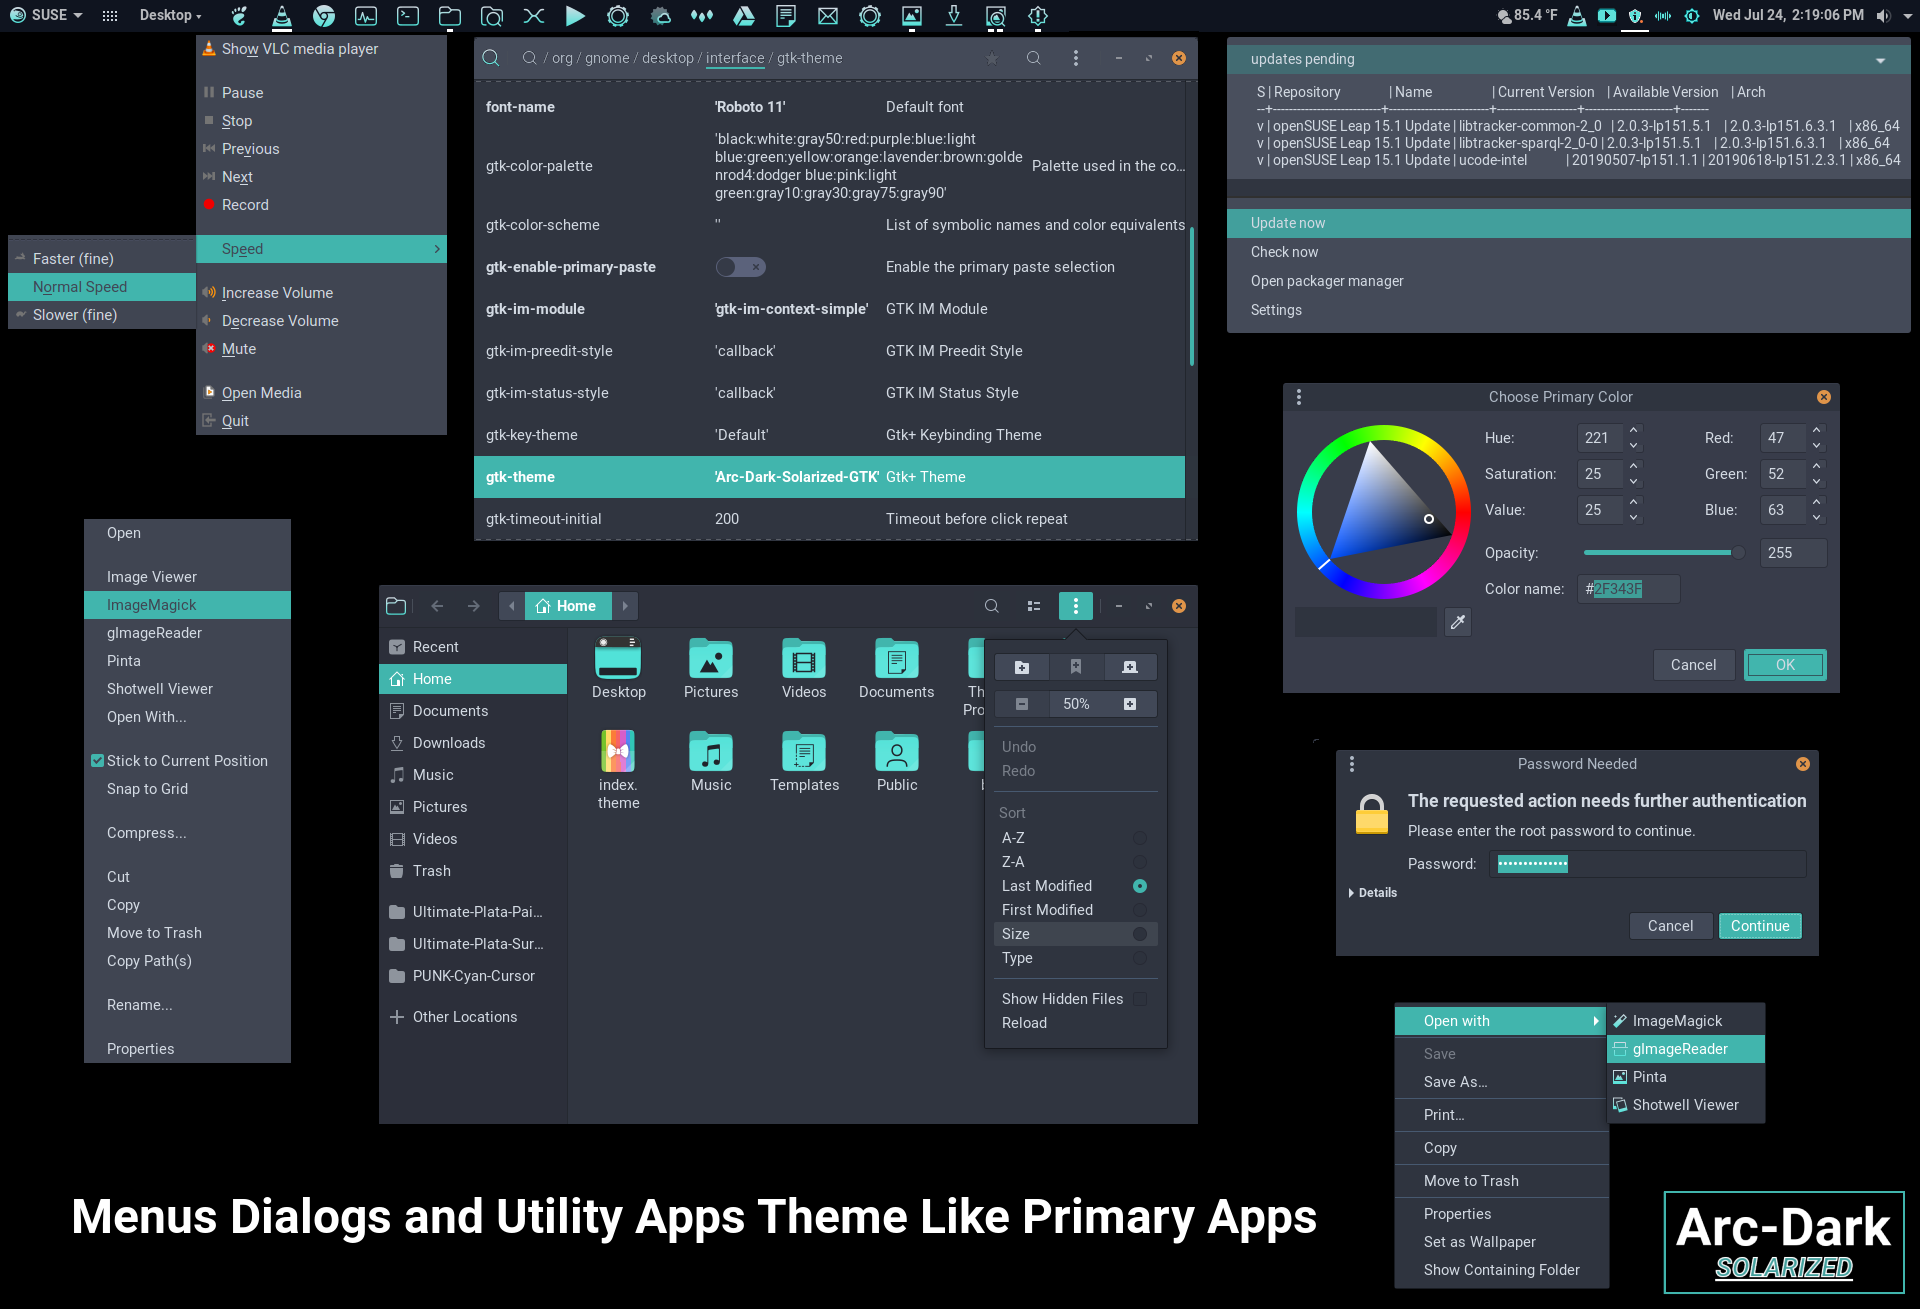 SUSE
Desktop
85.4 °F
Wed Jul 24, 2:19:06 PM
Show VLC media player
Pause
Stop
Previous
Next
Record
Speed
Increase Volume
Decrease Volume
Mute
Open Media
Quit
Faster (fine)
Normal Speed
Slower (fine)
/ org / gnome / desktop / interface / gtk-theme
font-name 'Roboto 11' Default font
'black:white:gray50:red:purple:blue:light
blue:green:yellow:orange:lavender:brown:golde
gtk-color-palette Palette used in the co...
nrod4:dodger blue:pink:light
green:gray10:gray30:gray75:gray90'
gtk-color-scheme '' List of symbolic names and color equivalents
gtk-enable-primary-paste Enable the primary paste selection
gtk-im-module 'gtk-im-context-simple' GTK IM Module
gtk-im-preedit-style 'callback' GTK IM Preedit Style
gtk-im-status-style 'callback' GTK IM Status Style
gtk-key-theme 'Default' Gtk+ Keybinding Theme
gtk-theme 'Arc-Dark-Solarized-GTK' Gtk+ Theme
gtk-timeout-initial 200 Timeout before click repeat
updates pending
S | Repository | Name | Current Version | Available Version | Arch
v | openSUSE Leap 15.1 Update | libtracker-common-2_0 | 2.0.3-lp151.5.1 | 2.0.3-lp151.6.3.1 | x86_64
v | openSUSE Leap 15.1 Update | libtracker-sparql-2_0-0 | 2.0.3-lp151.5.1 | 2.0.3-lp151.6.3.1 | x86_64
v | openSUSE Leap 15.1 Update | ucode-intel | 20190507-lp151.1.1 | 20190618-lp151.2.3.1 | x86_64
Update now
Check now
Open packager manager
Settings
Choose Primary Color
Hue: 221 Red: 47
Saturation: 25 Green: 52
Value: 25 Blue: 63
Opacity: 255
Color name: #2F343F
Cancel OK
Open
Image Viewer
ImageMagick
gImageReader
Pinta
Shotwell Viewer
Open With...
Stick to Current Position
Snap to Grid
Compress...
Cut
Copy
Move to Trash
Copy Path(s)
Rename...
Properties
Home
Recent
Home
Documents
Downloads
Music
Pictures
Videos
Trash
Ultimate-Plata-Pai...
Ultimate-Plata-Sur...
PUNK-Cyan-Cursor
Other Locations
Desktop Pictures Videos Documents Th
Pro
index. Music Templates Public
theme
50%
Undo
Redo
Sort
A-Z
Z-A
Last Modified
First Modified
Size
Type
Show Hidden Files
Reload
Password Needed
The requested action needs further authentication
Please enter the root password to continue.
Password: ••••••••••••••
Details
Cancel Continue
Open with
Save
Save As...
Print...
Copy
Move to Trash
Properties
Set as Wallpaper
Show Containing Folder
ImageMagick
gImageReader
Pinta
Shotwell Viewer
Menus Dialogs and Utility Apps Theme Like Primary Apps
Arc-Dark
SOLARIZED